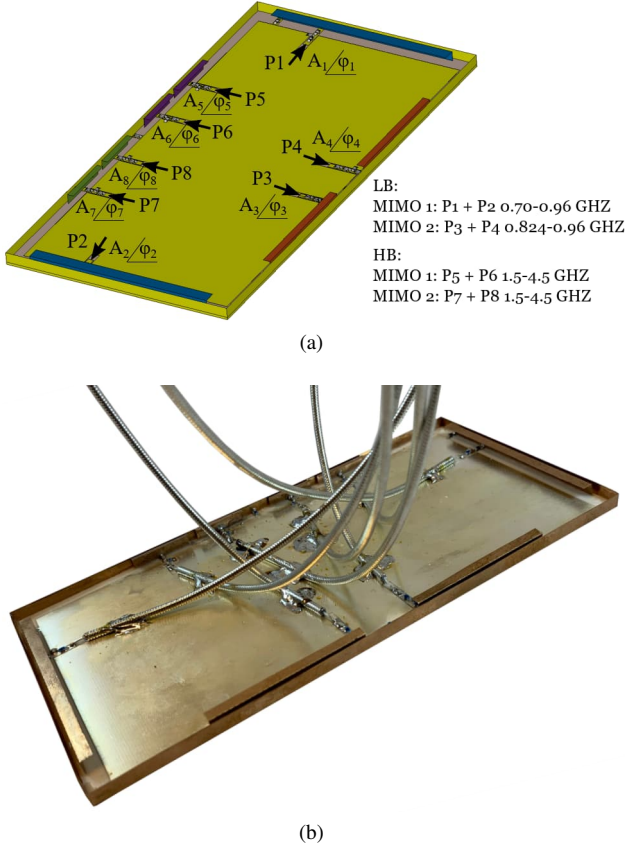 P1
A1/φ1
A5/φ5
P5
A6/φ6
P6
A4/φ4
P4
A8/φ8
P8
P3
A3/φ3
A7/φ7
P7
P2
A2/φ2
LB:
MIMO 1: P1 + P2 0.70-0.96 GHZ
MIMO 2: P3 + P4 0.824-0.96 GHZ
HB:
MIMO 1: P5 + P6 1.5-4.5 GHZ
MIMO 2: P7 + P8 1.5-4.5 GHZ
(a)
(b)